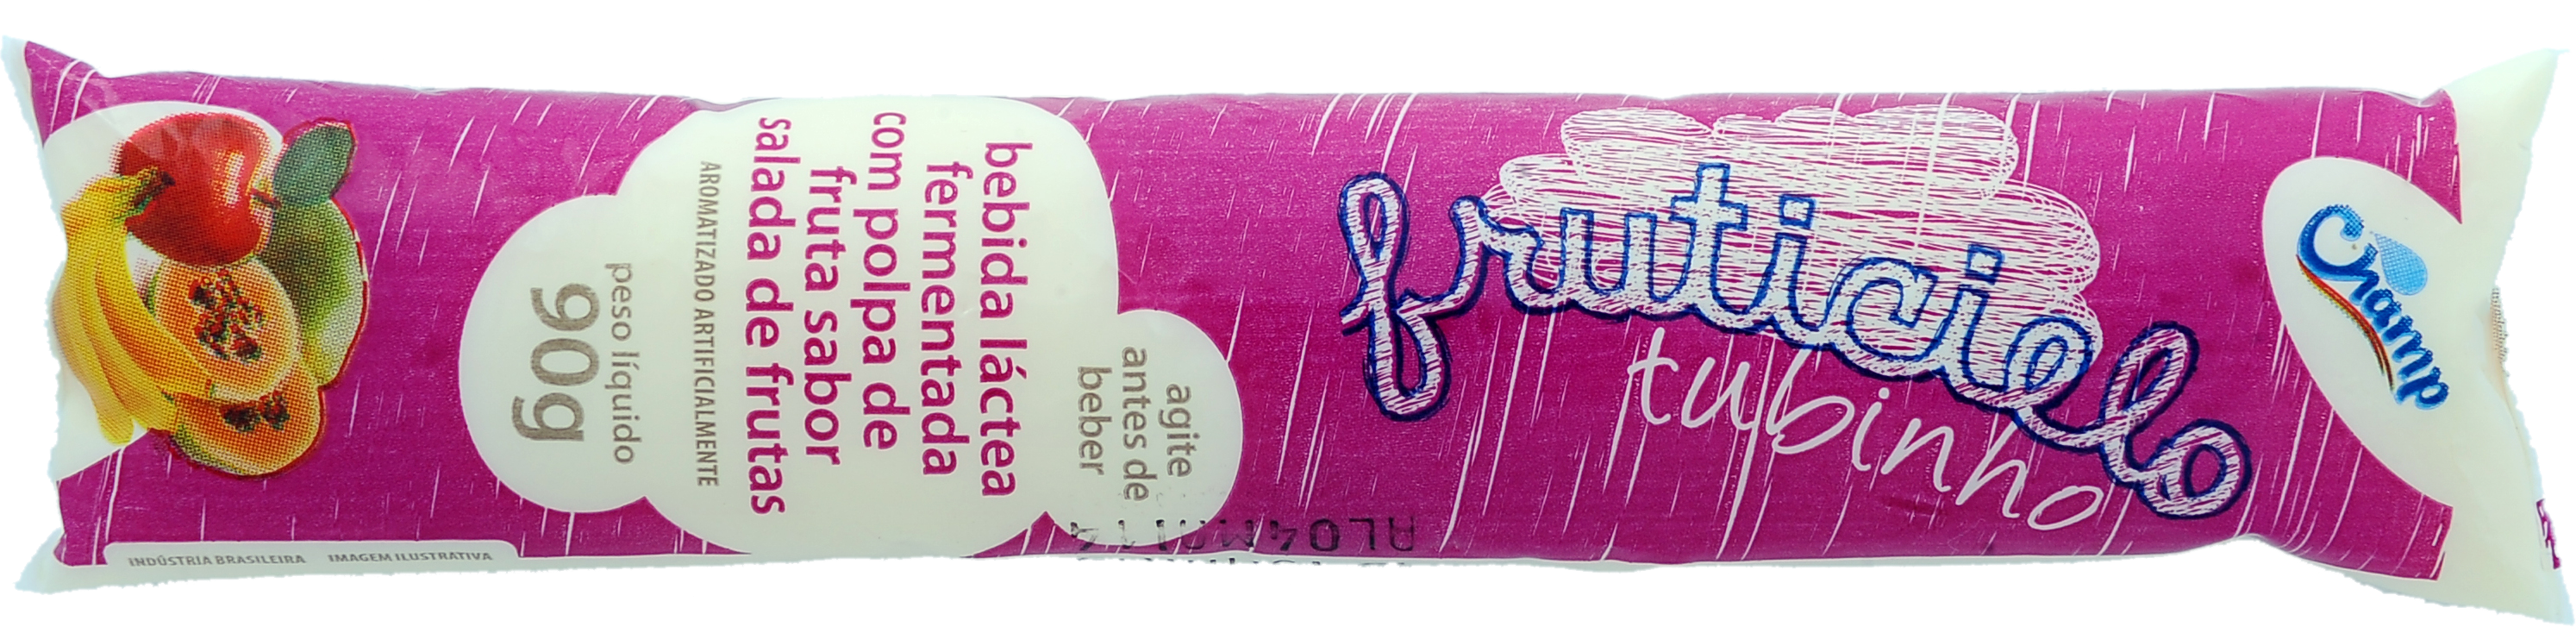 Champ
fruticielo
tubinho
agite
antes de
beber
bebida láctea
fermentada
com polpa de
fruta sabor
salada de frutas
AROMATIZADO ARTIFICIALMENTE
peso líquido
90g
INDÚSTRIA BRASILEIRA IMAGEM ILUSTRATIVA